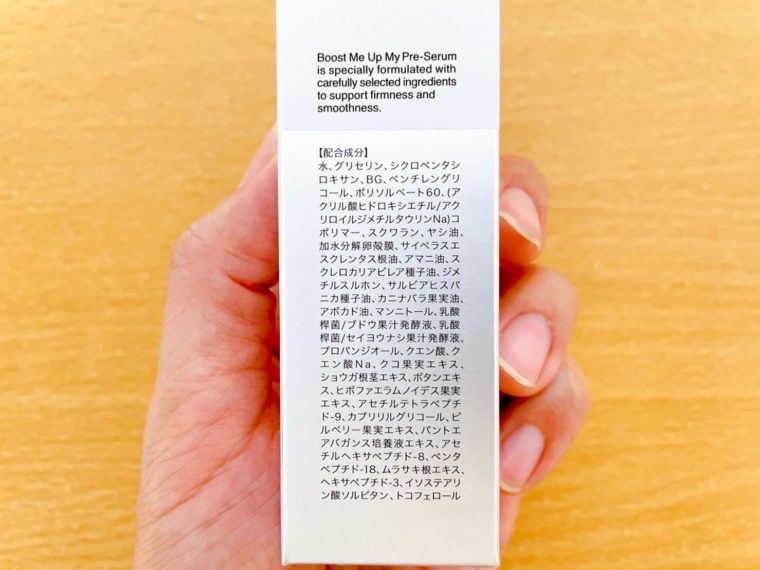 Boost Me Up My Pre-Serum
is specially formulated with
carefully selected ingredients
to support firmness and
smoothness.
【配合成分】
水、グリセリン、シクロペンタシ
ロキサン、BG、ペンチレングリ
コール、ポリソルベート60、(ア
クリル酸ヒドロキシエチル/アク
リロイルジメチルタウリンNa)コ
ポリマー、スクワラン、ヤシ油、
加水分解卵殻膜、サイペラスエ
スクレンタス根油、アマニ油、ス
クレロカリアビレア種子油、ジメ
チルスルホン、サルビアヒスパ
ニカ種子油、カニナバラ果実油、
アボカド油、マンニトール、乳酸
桿菌/ブドウ果汁発酵液、乳酸
桿菌/セイヨウナシ果汁発酵液、
プロパンジオール、クエン酸、ク
エン酸Na、クコ果実エキス、
ショウガ根茎エキス、ボタンエキ
ス、ヒポファエラムノイデス果実
エキス、アセチルテトラペプチ
ド-9、カプリリルグリコール、ビ
ルベリー果実エキス、パントエ
アバガンス培養液エキス、アセ
チルヘキサペプチド-8、ペンタ
ペプチド-18、ムラサキ根エキス、
ヘキサペプチド-3、イソステアリ
ン酸ソルビタン、トコフェロール